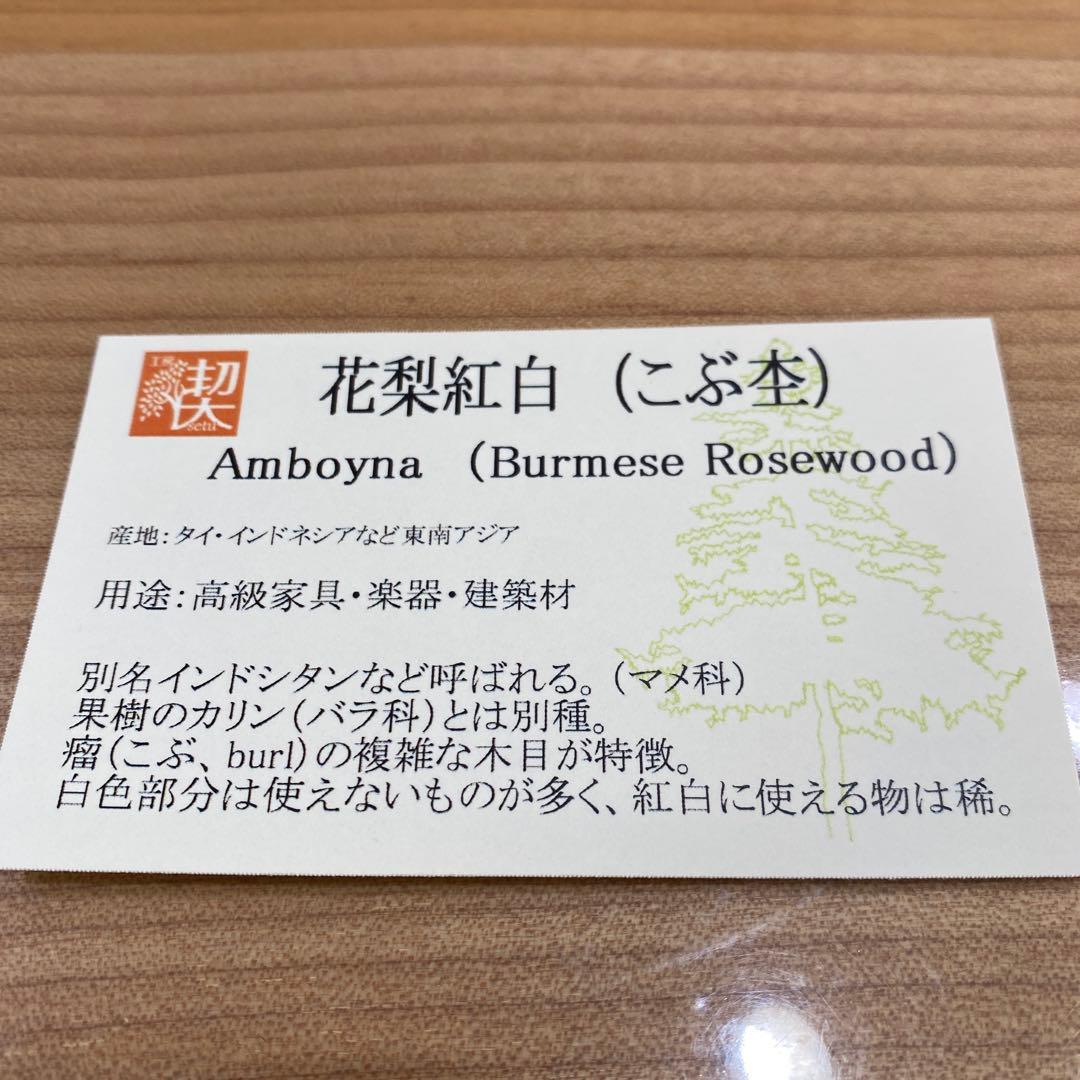 工房
契
setu
花梨紅白 (こぶ杢)
Amboyna (Burmese Rosewood)
産地:タイ・インドネシアなど東南アジア
用途:高級家具・楽器・建築材
別名インドシタンなど呼ばれる。(マメ科)
果樹のカリン(バラ科)とは別種。
瘤(こぶ、burl)の複雑な木目が特徴。
白色部分は使えないものが多く、紅白に使える物は稀。